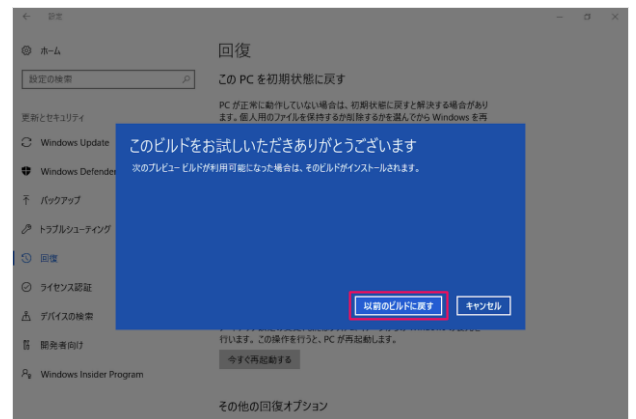 設定
ホーム
設定の検索
更新とセキュリティ
Windows Update
Windows Defender
バックアップ
トラブルシューティング
回復
ライセンス認証
デバイスの検索
開発者向け
Windows Insider Program
回復
この PC を初期状態に戻す
PC が正常に動作していない場合は、初期状態に戻すと解決する場合があり
ます。個人用のファイルを保持するか削除するかを選んでから Windows を再
このビルドをお試しいただきありがとうございます
次のプレビュー ビルドが利用可能になった場合は、そのビルドがインストールされます。
以前のビルドに戻す
キャンセル
行います。この操作を行うと、PC が再起動します。
今すぐ再起動する
その他の回復オプション